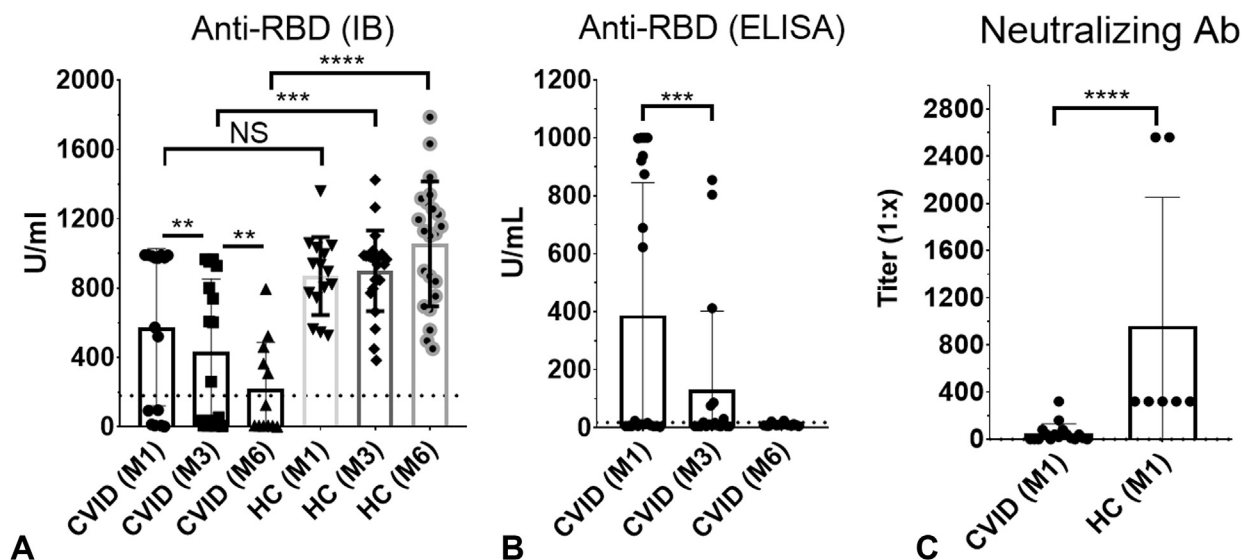 Anti-RBD (IB)
U/ml
2000
1600
1200
800
400
0
****
***
NS
**
**
CVID (M1)
CVID (M3)
CVID (M6)
HC (M1)
HC (M3)
HC (M6)
A
Anti-RBD (ELISA)
U/mL
1200
1000
800
600
400
200
0
***
CVID (M1)
CVID (M3)
CVID (M6)
B
Neutralizing Ab
Titer (1:x)
2800
2400
2000
1600
1200
800
400
0
****
CVID (M1)
HC (M1)
C